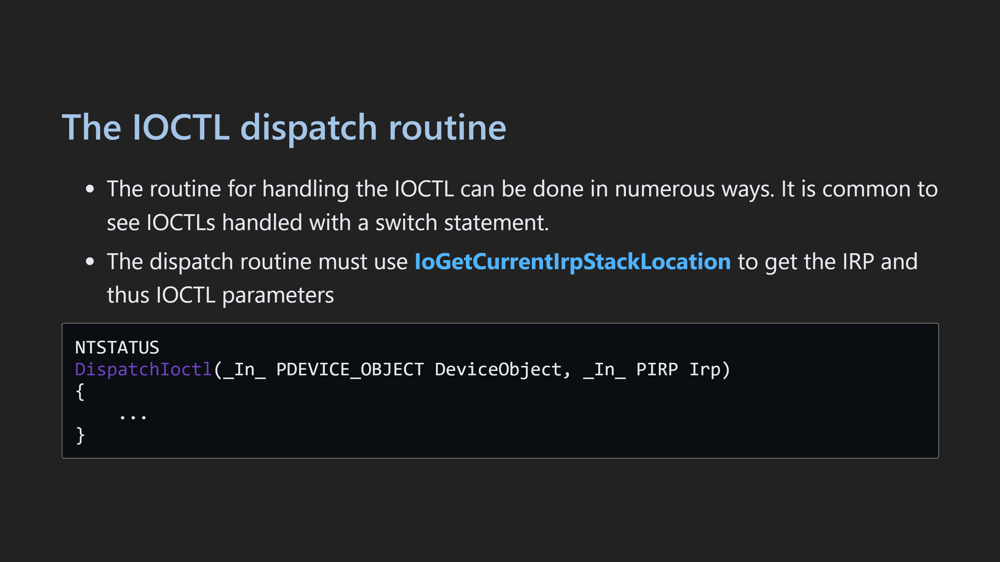 The IOCTL dispatch routine
• The routine for handling the IOCTL can be done in numerous ways. It is common to
see IOCTLs handled with a switch statement.
• The dispatch routine must use IoGetCurrentIrpStackLocation to get the IRP and
thus IOCTL parameters
NTSTATUS
DispatchIoctl(_In_ PDEVICE_OBJECT DeviceObject, _In_ PIRP Irp)
{
    ...
}